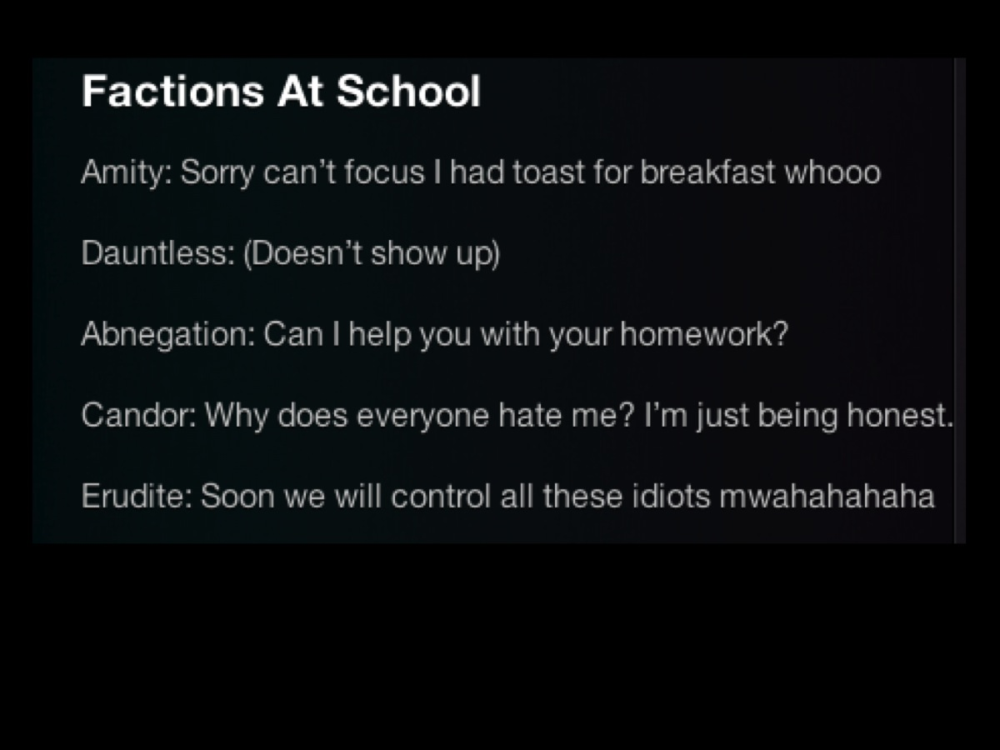 Factions At School
Amity: Sorry can’t focus I had toast for breakfast whooo
Dauntless: (Doesn’t show up)
Abnegation: Can I help you with your homework?
Candor: Why does everyone hate me? I’m just being honest.
Erudite: Soon we will control all these idiots mwahahahaha